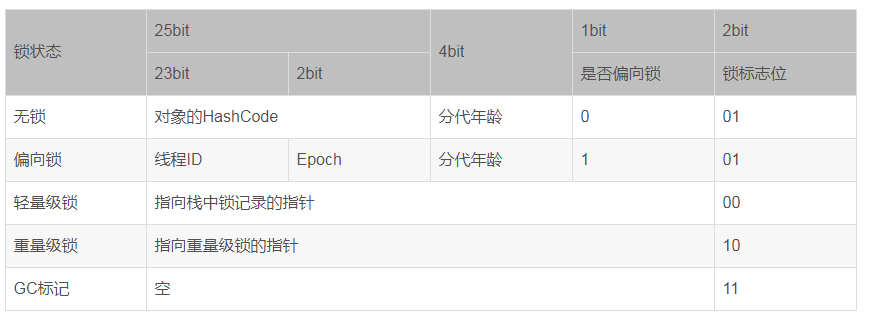 锁状态 25bit 4bit 1bit 2bit
23bit 2bit 是否偏向锁 锁标志位
无锁 对象的HashCode 分代年龄 0 01
偏向锁 线程ID Epoch 分代年龄 1 01
轻量级锁 指向栈中锁记录的指针 00
重量级锁 指向重量级锁的指针 10
GC标记 空 11